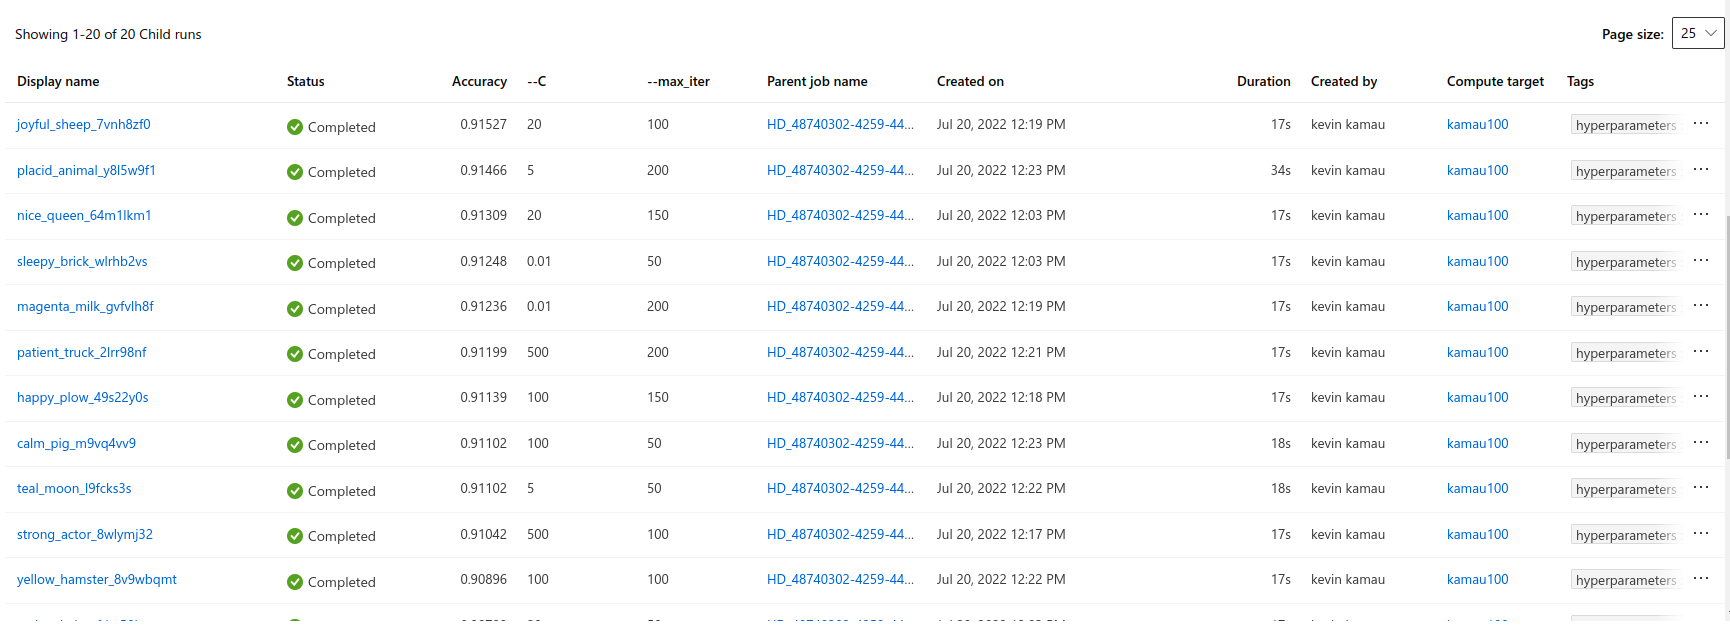 Showing 1-20 of 20 Child runs Page size: 25
Display name Status Accuracy --C --max_iter Parent job name Created on Duration Created by Compute target Tags
joyful_sheep_7vnh8zf0 Completed 0.91527 20 100 HD_48740302-4259-44... Jul 20, 2022 12:19 PM 17s kevin kamau kamau100 hyperparameters ...
placid_animal_y8l5w9f1 Completed 0.91466 5 200 HD_48740302-4259-44... Jul 20, 2022 12:23 PM 34s kevin kamau kamau100 hyperparameters ...
nice_queen_64m1lkm1 Completed 0.91309 20 150 HD_48740302-4259-44... Jul 20, 2022 12:03 PM 17s kevin kamau kamau100 hyperparameters ...
sleepy_brick_wlrhb2vs Completed 0.91248 0.01 50 HD_48740302-4259-44... Jul 20, 2022 12:03 PM 17s kevin kamau kamau100 hyperparameters ...
magenta_milk_gvfvlh8f Completed 0.91236 0.01 200 HD_48740302-4259-44... Jul 20, 2022 12:19 PM 17s kevin kamau kamau100 hyperparameters ...
patient_truck_2lrr98nf Completed 0.91199 500 200 HD_48740302-4259-44... Jul 20, 2022 12:21 PM 17s kevin kamau kamau100 hyperparameters ...
happy_plow_49s22y0s Completed 0.91139 100 150 HD_48740302-4259-44... Jul 20, 2022 12:18 PM 17s kevin kamau kamau100 hyperparameters ...
calm_pig_m9vq4vv9 Completed 0.91102 100 50 HD_48740302-4259-44... Jul 20, 2022 12:23 PM 18s kevin kamau kamau100 hyperparameters ...
teal_moon_l9fcks3s Completed 0.91102 5 50 HD_48740302-4259-44... Jul 20, 2022 12:22 PM 18s kevin kamau kamau100 hyperparameters ...
strong_actor_8wlymj32 Completed 0.91042 500 100 HD_48740302-4259-44... Jul 20, 2022 12:17 PM 17s kevin kamau kamau100 hyperparameters ...
yellow_hamster_8v9wbqmt Completed 0.90896 100 100 HD_48740302-4259-44... Jul 20, 2022 12:22 PM 17s kevin kamau kamau100 hyperparameters ...